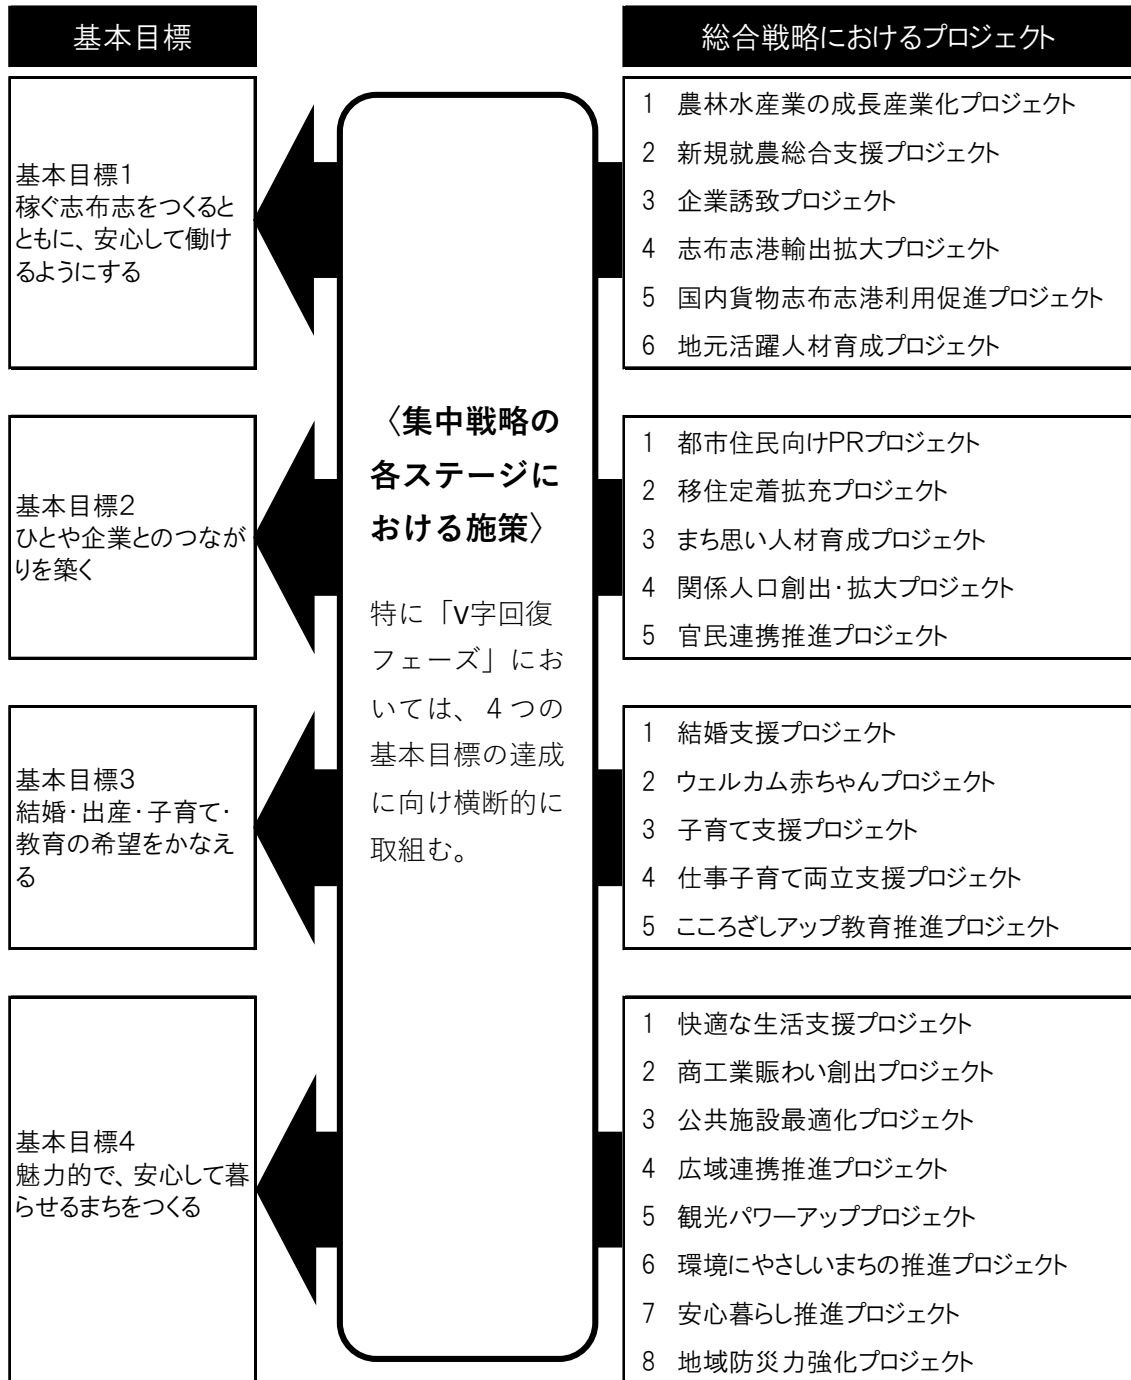 基本目標
総合戦略におけるプロジェクト
基本目標1
稼ぐ志布志をつくると
ともに、安心して働け
るようにする
1 農林水産業の成長産業化プロジェクト
2 新規就農総合支援プロジェクト
3 企業誘致プロジェクト
4 志布志港輸出拡大プロジェクト
5 国内貨物志布志港利用促進プロジェクト
6 地元活躍人材育成プロジェクト
〈集中戦略の
各ステージに
おける施策〉
特に「V字回復
フェーズ」にお
いては、４つの
基本目標の達成
に向け横断的に
取組む。
基本目標2
ひとや企業とのつなが
りを築く
1 都市住民向けPRプロジェクト
2 移住定着拡充プロジェクト
3 まち思い人材育成プロジェクト
4 関係人口創出・拡大プロジェクト
5 官民連携推進プロジェクト
基本目標3
結婚・出産・子育て・
教育の希望をかなえ
る
1 結婚支援プロジェクト
2 ウェルカム赤ちゃんプロジェクト
3 子育て支援プロジェクト
4 仕事子育て両立支援プロジェクト
5 こころざしアップ教育推進プロジェクト
基本目標4
魅力的で、安心して暮
らせるまちをつくる
1 快適な生活支援プロジェクト
2 商工業賑わい創出プロジェクト
3 公共施設最適化プロジェクト
4 広域連携推進プロジェクト
5 観光パワーアッププロジェクト
6 環境にやさしいまちの推進プロジェクト
7 安心暮らし推進プロジェクト
8 地域防災力強化プロジェクト